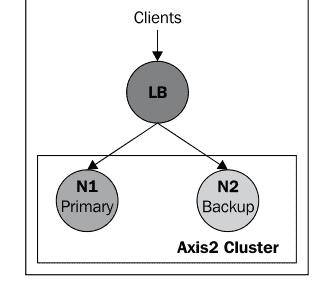 Clients
LB
N1
Primary
N2
Backup
Axis2 Cluster